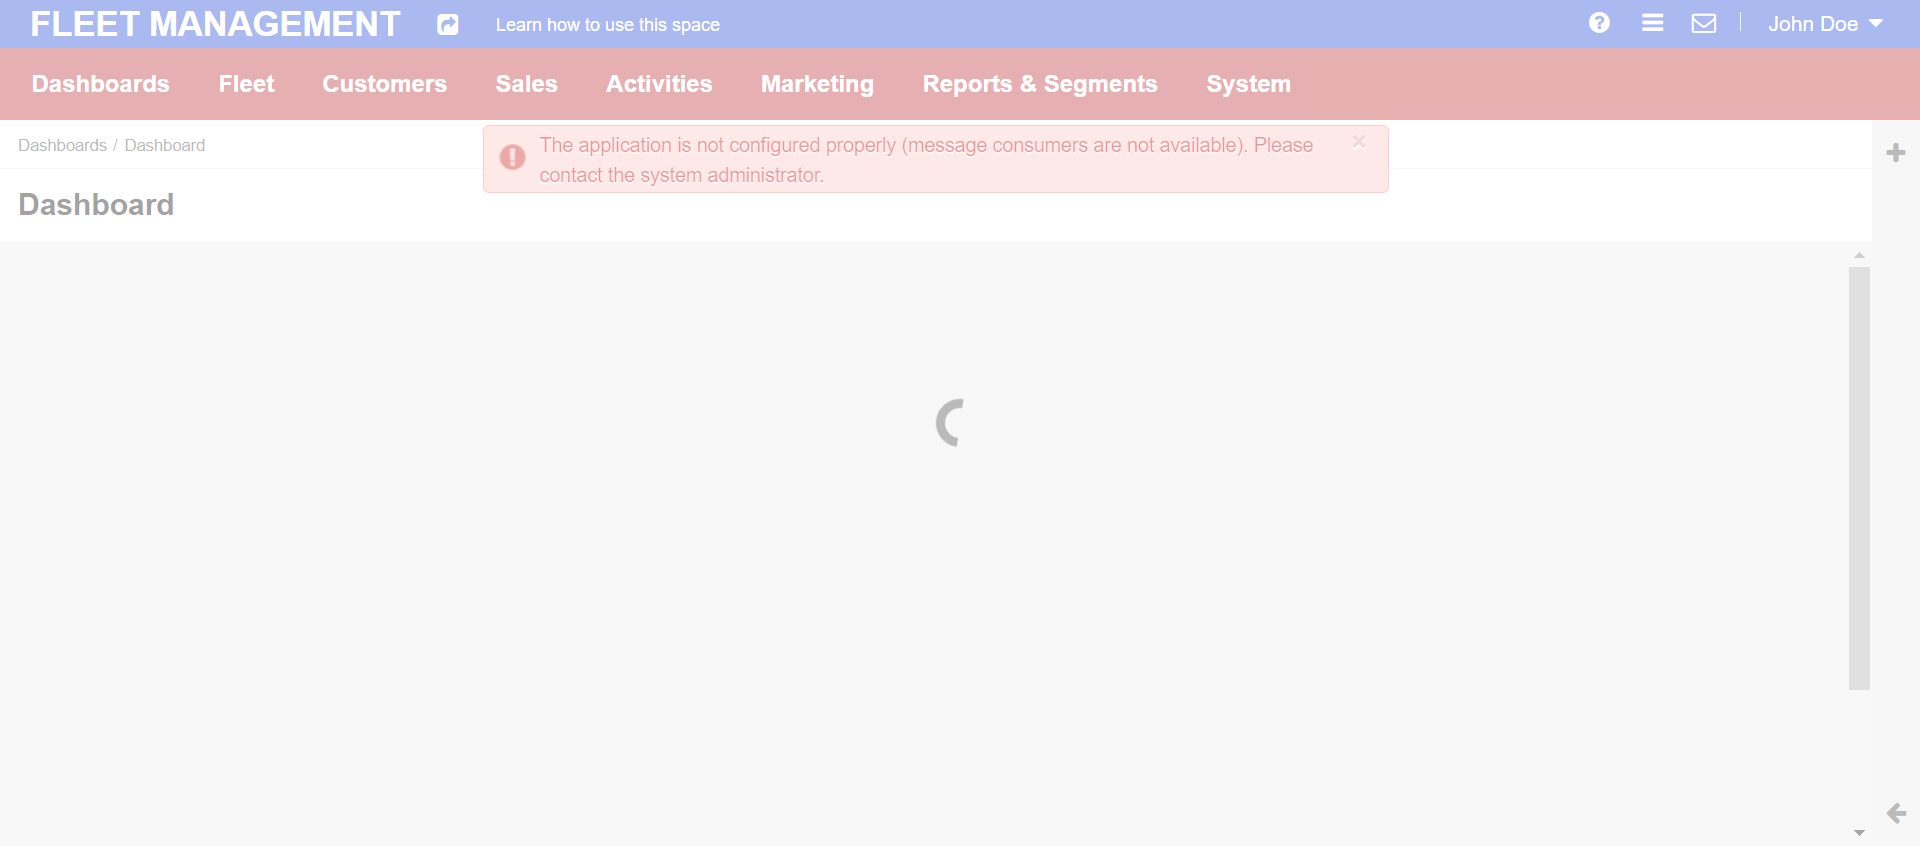 FLEET MANAGEMENT
Learn how to use this space
John Doe
Dashboards Fleet Customers Sales Activities Marketing Reports & Segments System
Dashboards / Dashboard
The application is not configured properly (message consumers are not available). Please
contact the system administrator.
Dashboard